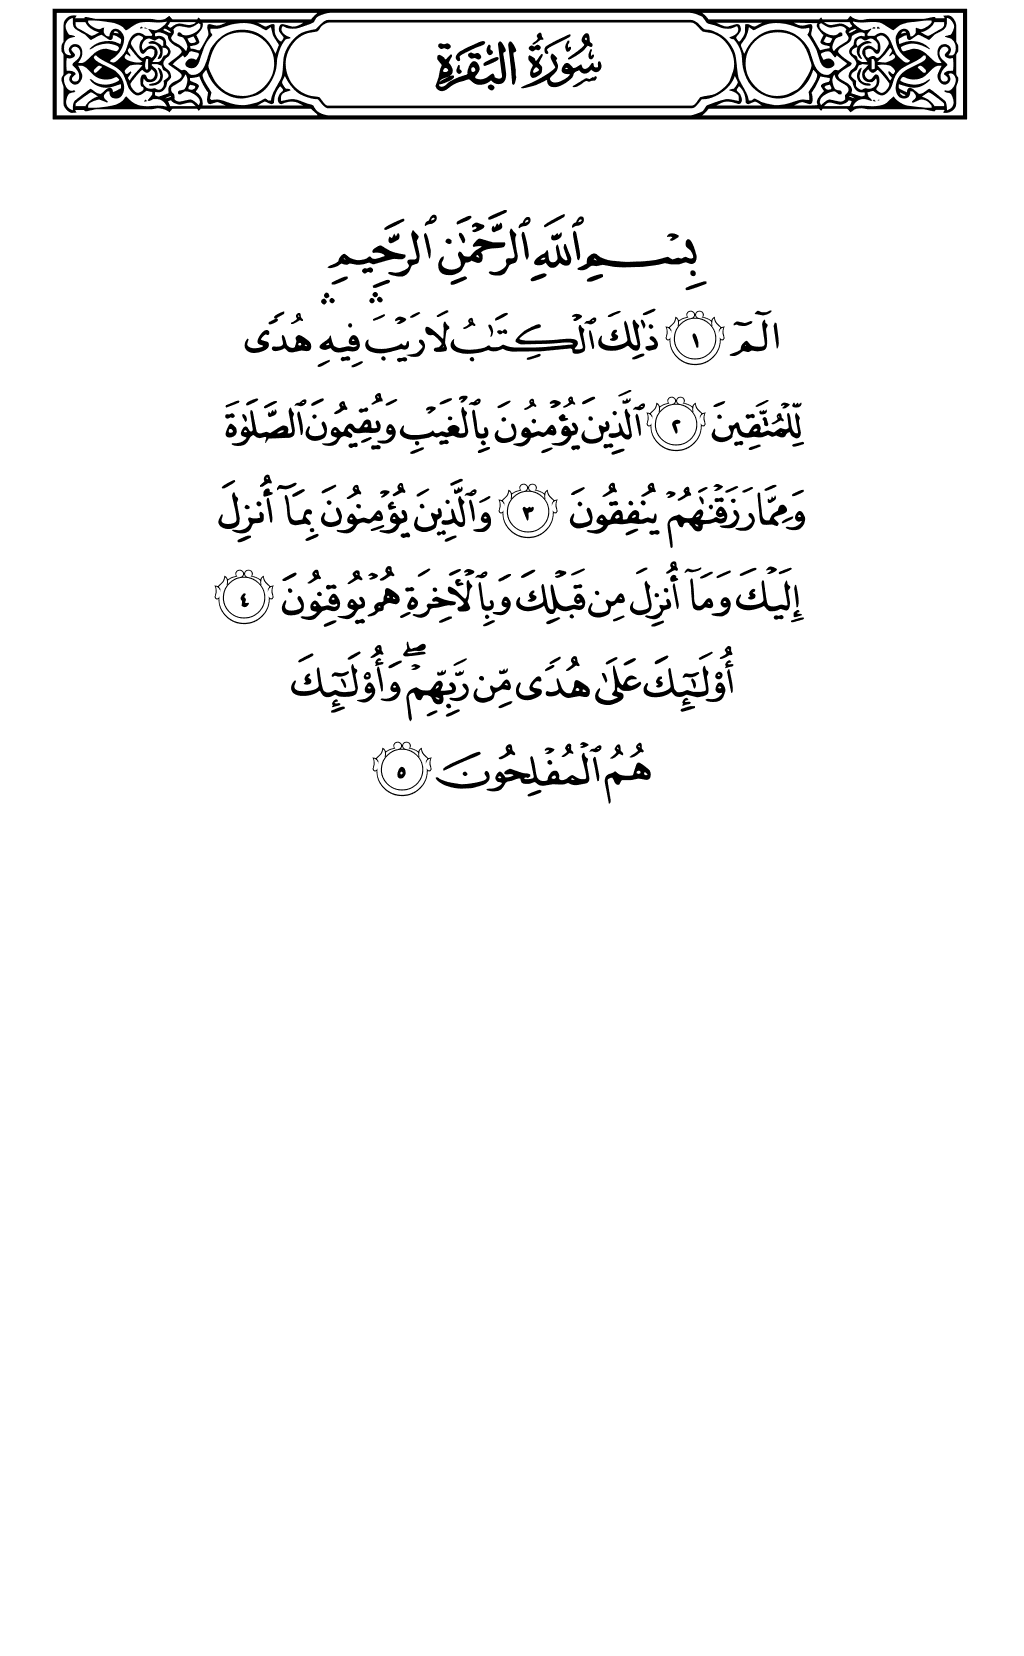 سُورَةُ البَقَرَةِ
بِسۡمِ ٱللَّهِ ٱلرَّحۡمَٰنِ ٱلرَّحِيمِ
الٓمٓ ١ ذَٰلِكَ ٱلۡكِتَٰبُ لَا رَيۡبَۛ فِيهِۛ هُدٗى
لِّلۡمُتَّقِينَ ٢ ٱلَّذِينَ يُؤۡمِنُونَ بِٱلۡغَيۡبِ وَيُقِيمُونَ ٱلصَّلَوٰةَ
وَمِمَّا رَزَقۡنَٰهُمۡ يُنفِقُونَ ٣ وَٱلَّذِينَ يُؤۡمِنُونَ بِمَآ أُنزِلَ
إِلَيۡكَ وَمَآ أُنزِلَ مِن قَبۡلِكَ وَبِٱلۡأٓخِرَةِ هُمۡ يُوقِنُونَ ٤
أُوْلَٰٓئِكَ عَلَىٰ هُدٗى مِّن رَّبِّهِمۡۖ وَأُوْلَٰٓئِكَ
هُمُ ٱلۡمُفۡلِحُونَ ٥